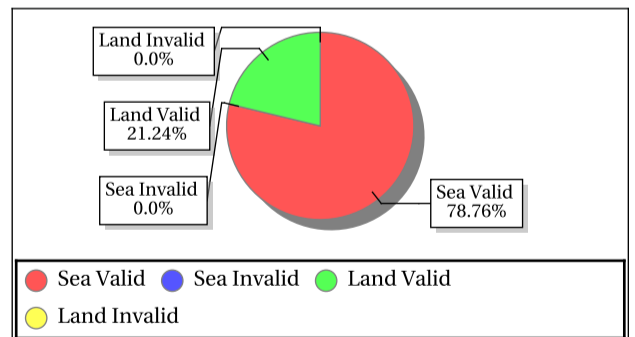 Land Invalid
0.0%
Land Valid
21.24%
Sea Invalid
0.0%
Sea Valid
78.76%
Sea Valid Sea Invalid Land Valid
Land Invalid